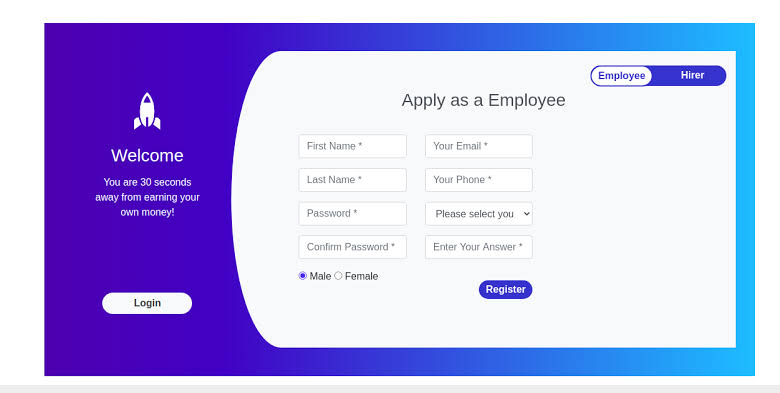 Employee
Hirer
Apply as a Employee
Welcome
You are 30 seconds
away from earning your
own money!
Login
First Name *
Your Email *
Last Name *
Your Phone *
Password *
Please select you
Confirm Password *
Enter Your Answer *
Male
Female
Register